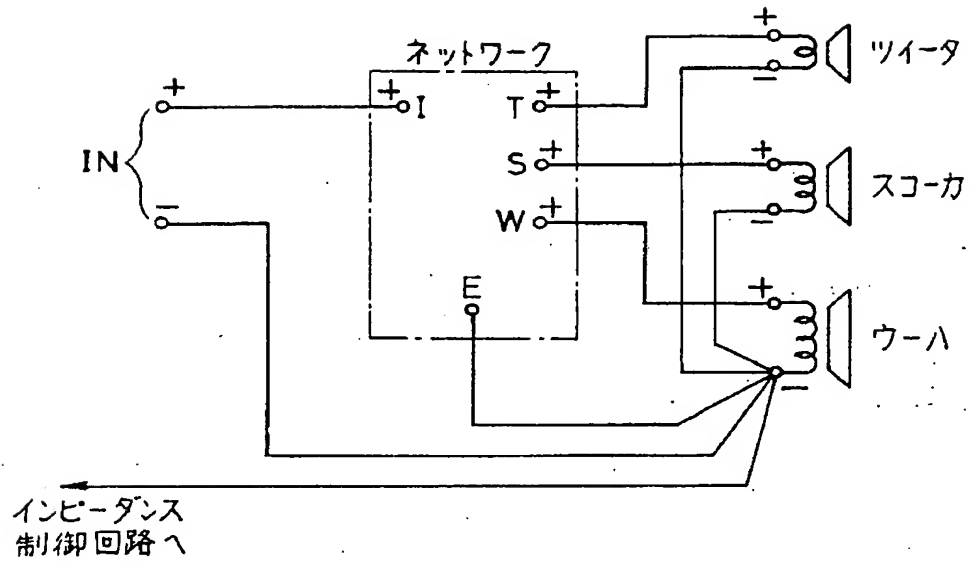 ネットワーク
+
−
ツイータ
+
−
IN
+ I
T +
S +
W +
E
+
−
スコーカ
+
−
ウーハ
インピーダンス
制御回路へ